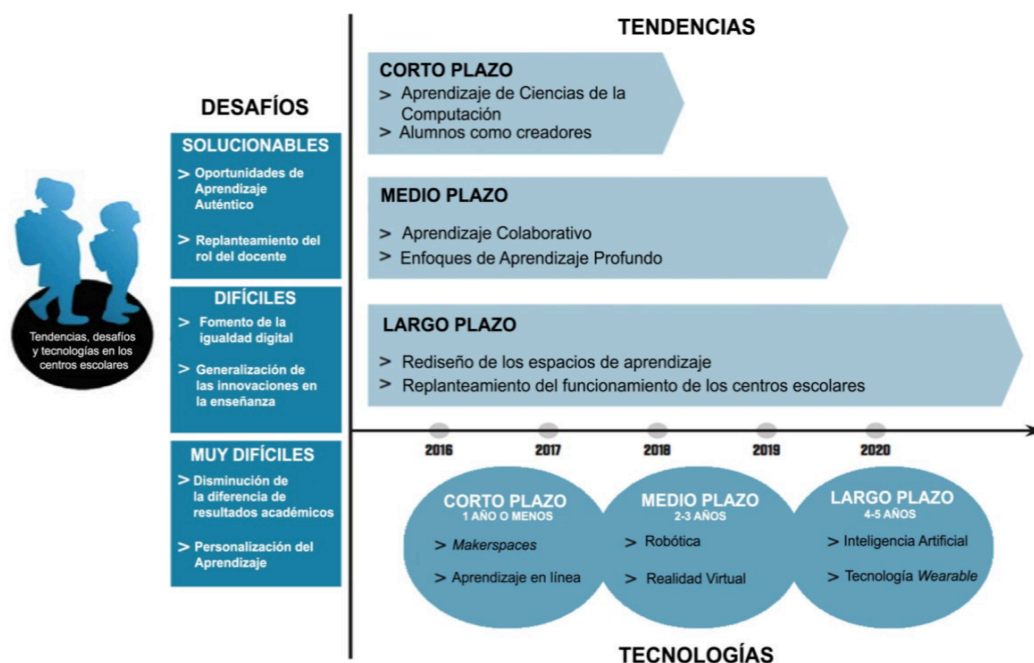 TENDENCIAS
CORTO PLAZO
> Aprendizaje de Ciencias de la
Computación
> Alumnos como creadores
MEDIO PLAZO
> Aprendizaje Colaborativo
> Enfoques de Aprendizaje Profundo
LARGO PLAZO
> Rediseño de los espacios de aprendizaje
> Replanteamiento del funcionamiento de los centros escolares
DESAFÍOS
SOLUCIONABLES
> Oportunidades de
Aprendizaje
Auténtico
> Replanteamiento del
rol del docente
DIFÍCILES
> Fomento de la
igualdad digital
> Generalización de
las innovaciones en
la enseñanza
MUY DIFÍCILES
> Disminución de
la diferencia de
resultados académicos
> Personalización del
Aprendizaje
Tendencias, desafíos
y tecnologías en los
centros escolares
2016 2017 2018 2019 2020
CORTO PLAZO
1 AÑO O MENOS
> Makerspaces
> Aprendizaje en línea
MEDIO PLAZO
2-3 AÑOS
> Robótica
> Realidad Virtual
LARGO PLAZO
4-5 AÑOS
> Inteligencia Artificial
> Tecnología Wearable
TECNOLOGÍAS